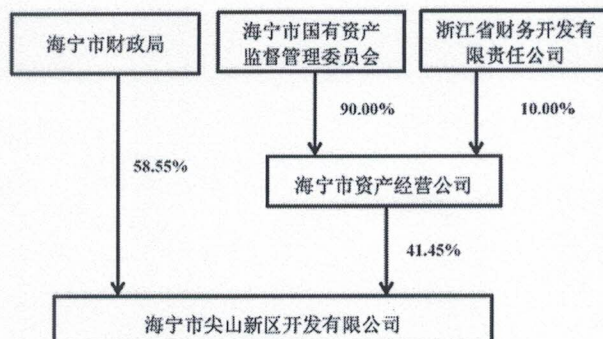 海宁市财政局
海宁市国有资产
监督管理委员会
浙江省财务开发有
限责任公司
90.00%
10.00%
58.55%
海宁市资产经营公司
41.45%
海宁市尖山新区开发有限公司